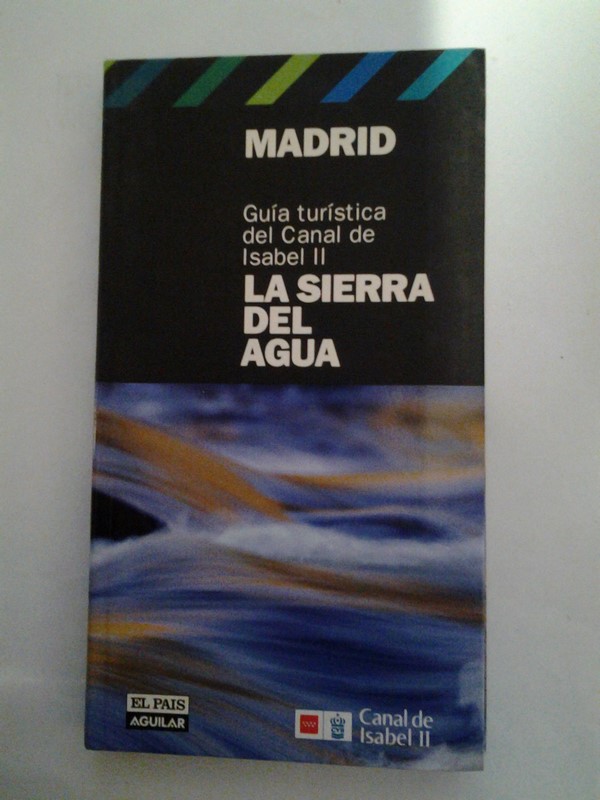 MADRID
Guía turística
del Canal de
Isabel II
LA SIERRA
DEL
AGUA
EL PAIS
AGUILAR
Canal de
Isabel II